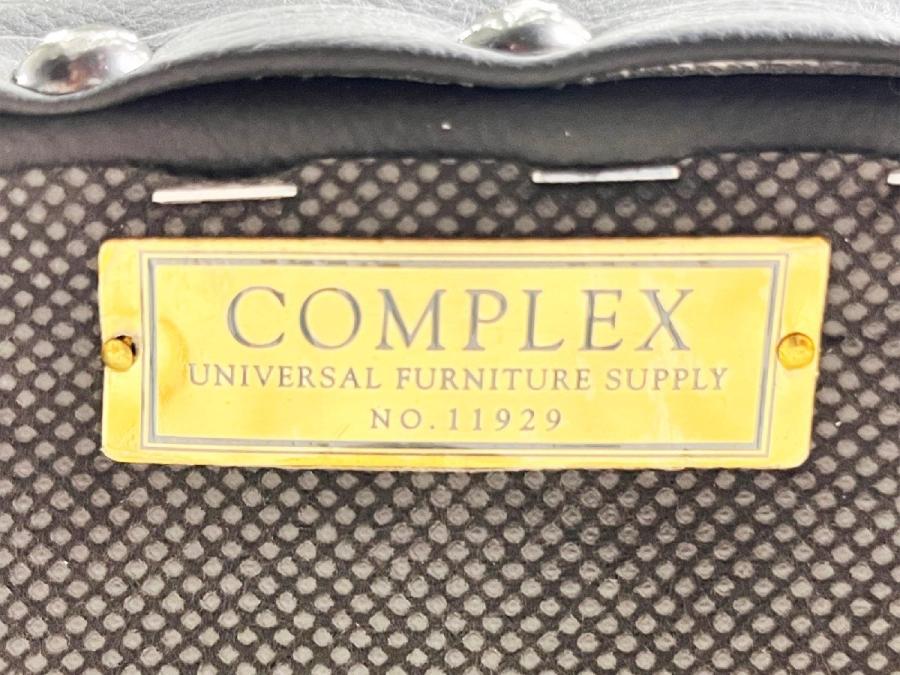 COMPLEX
UNIVERSAL FURNITURE SUPPLY
NO.11929